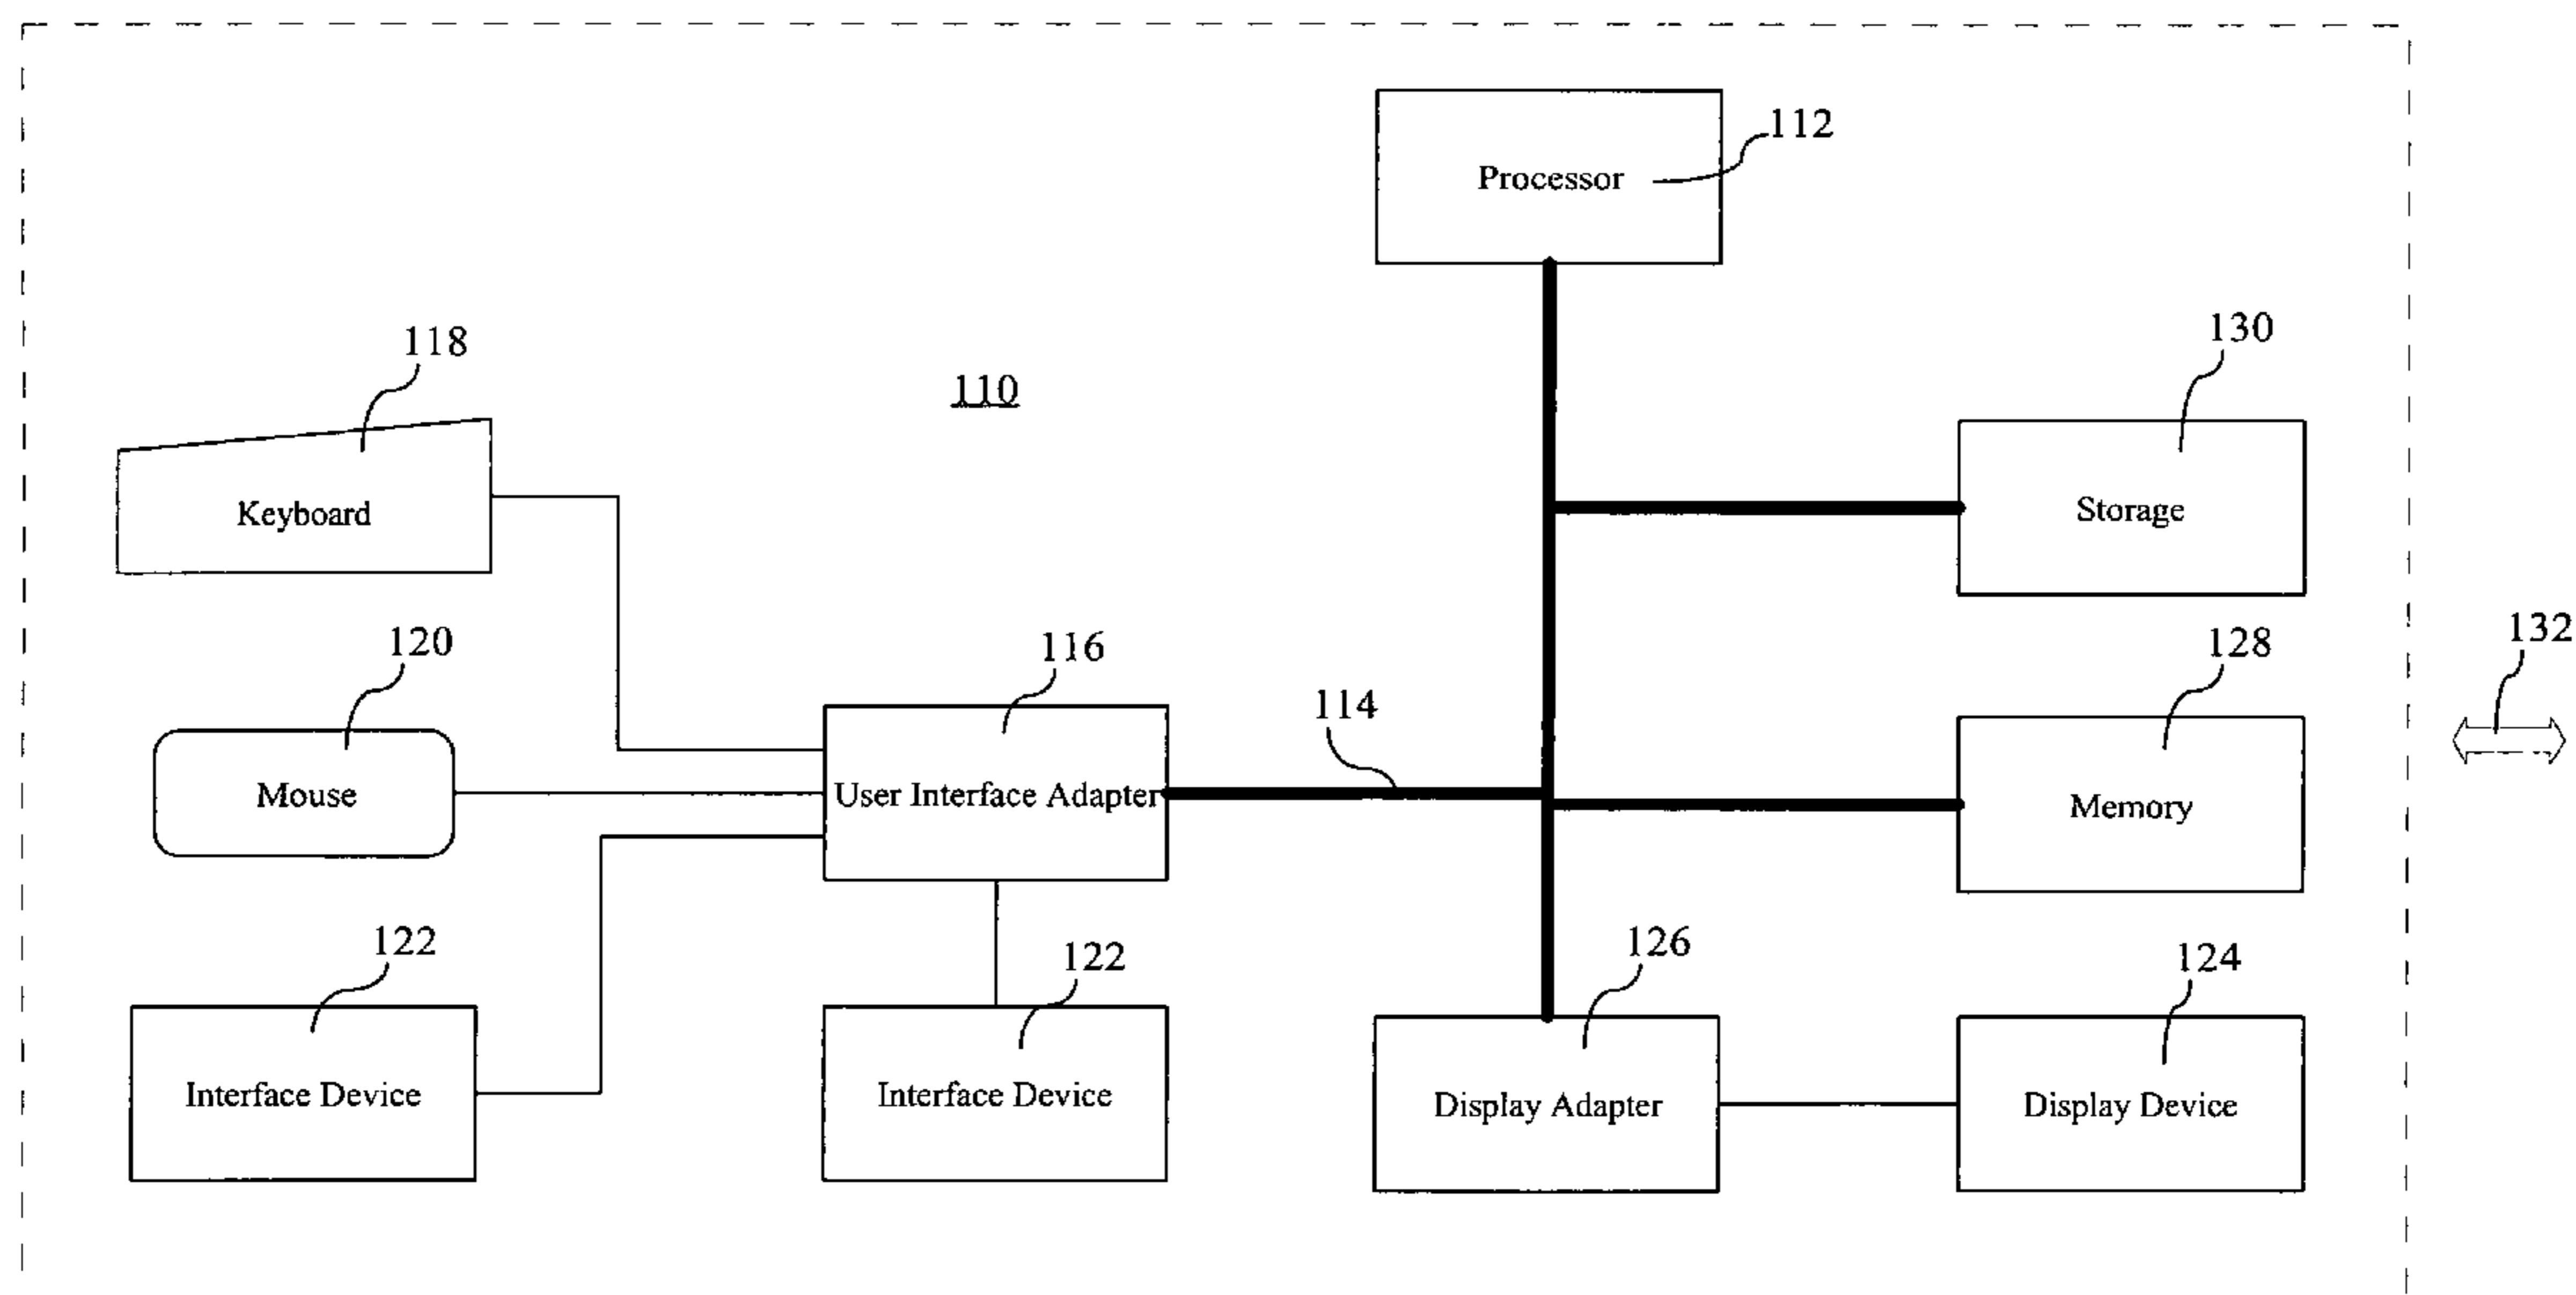 112
Processor
130
118
110
Storage
Keyboard
132
120
116
128
114
User Interface Adapter
Mouse
Memory
122
122
126
124
Interface Device
Interface Device
Display Adapter
Display Device